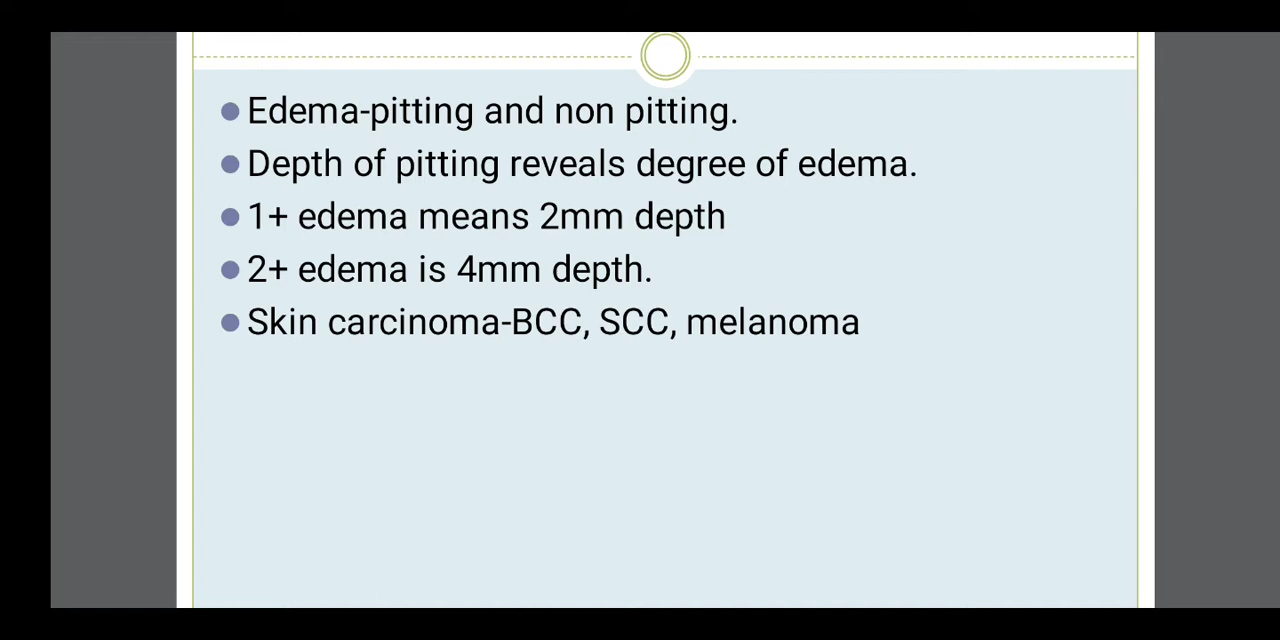 Edema-pitting and non pitting.
Depth of pitting reveals degree of edema.
1+ edema means 2mm depth
2+ edema is 4mm depth.
Skin carcinoma-BCC, SCC, melanoma